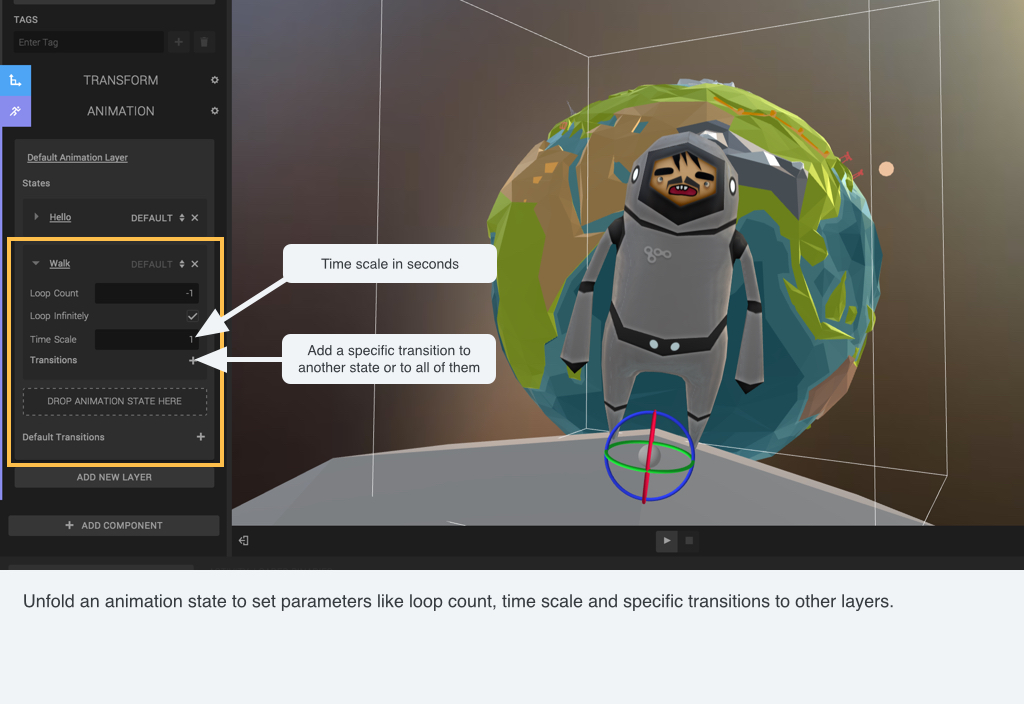 TAGS
Enter Tag
TRANSFORM
ANIMATION
Default Animation Layer
States
Hello DEFAULT
Walk DEFAULT
Loop Count -1
Loop Infinitely
Time Scale 1
Transitions
DROP ANIMATION STATE HERE
Default Transitions
ADD NEW LAYER
ADD COMPONENT
Time scale in seconds
Add a specific transition to
another state or to all of them
Unfold an animation state to set parameters like loop count, time scale and specific transitions to other layers.